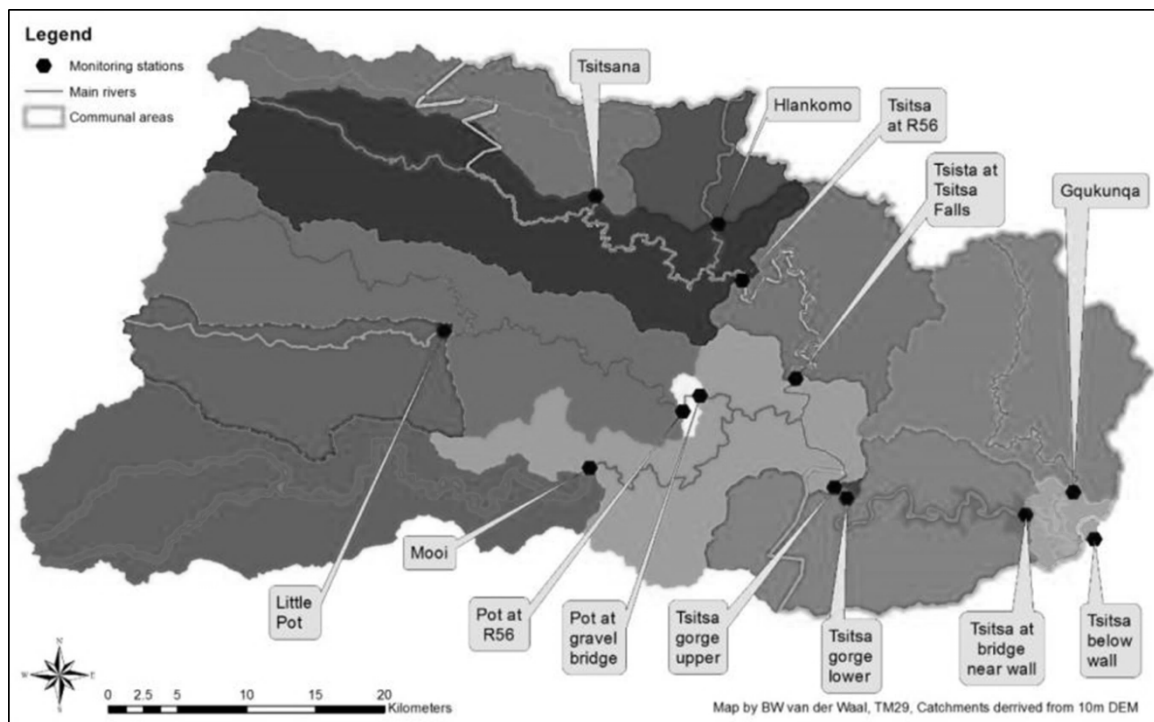 Legend
Monitoring stations
Main rivers
Communal areas
Tsitsana
Hlankomo
Tsitsa
at R56
Tsista at
Tsitsa
Falls
Gqukunqa
Little
Pot
Mooi
Pot at
R56
Pot at
gravel
bridge
Tsitsa
gorge
upper
Tsitsa
gorge
lower
Tsitsa at
bridge
near wall
Tsitsa
below
wall
N
W E
S
0 2.5 5 10 15 20
Kilometers
Map by BW van der Waal, TM29, Catchments derrived from 10m DEM